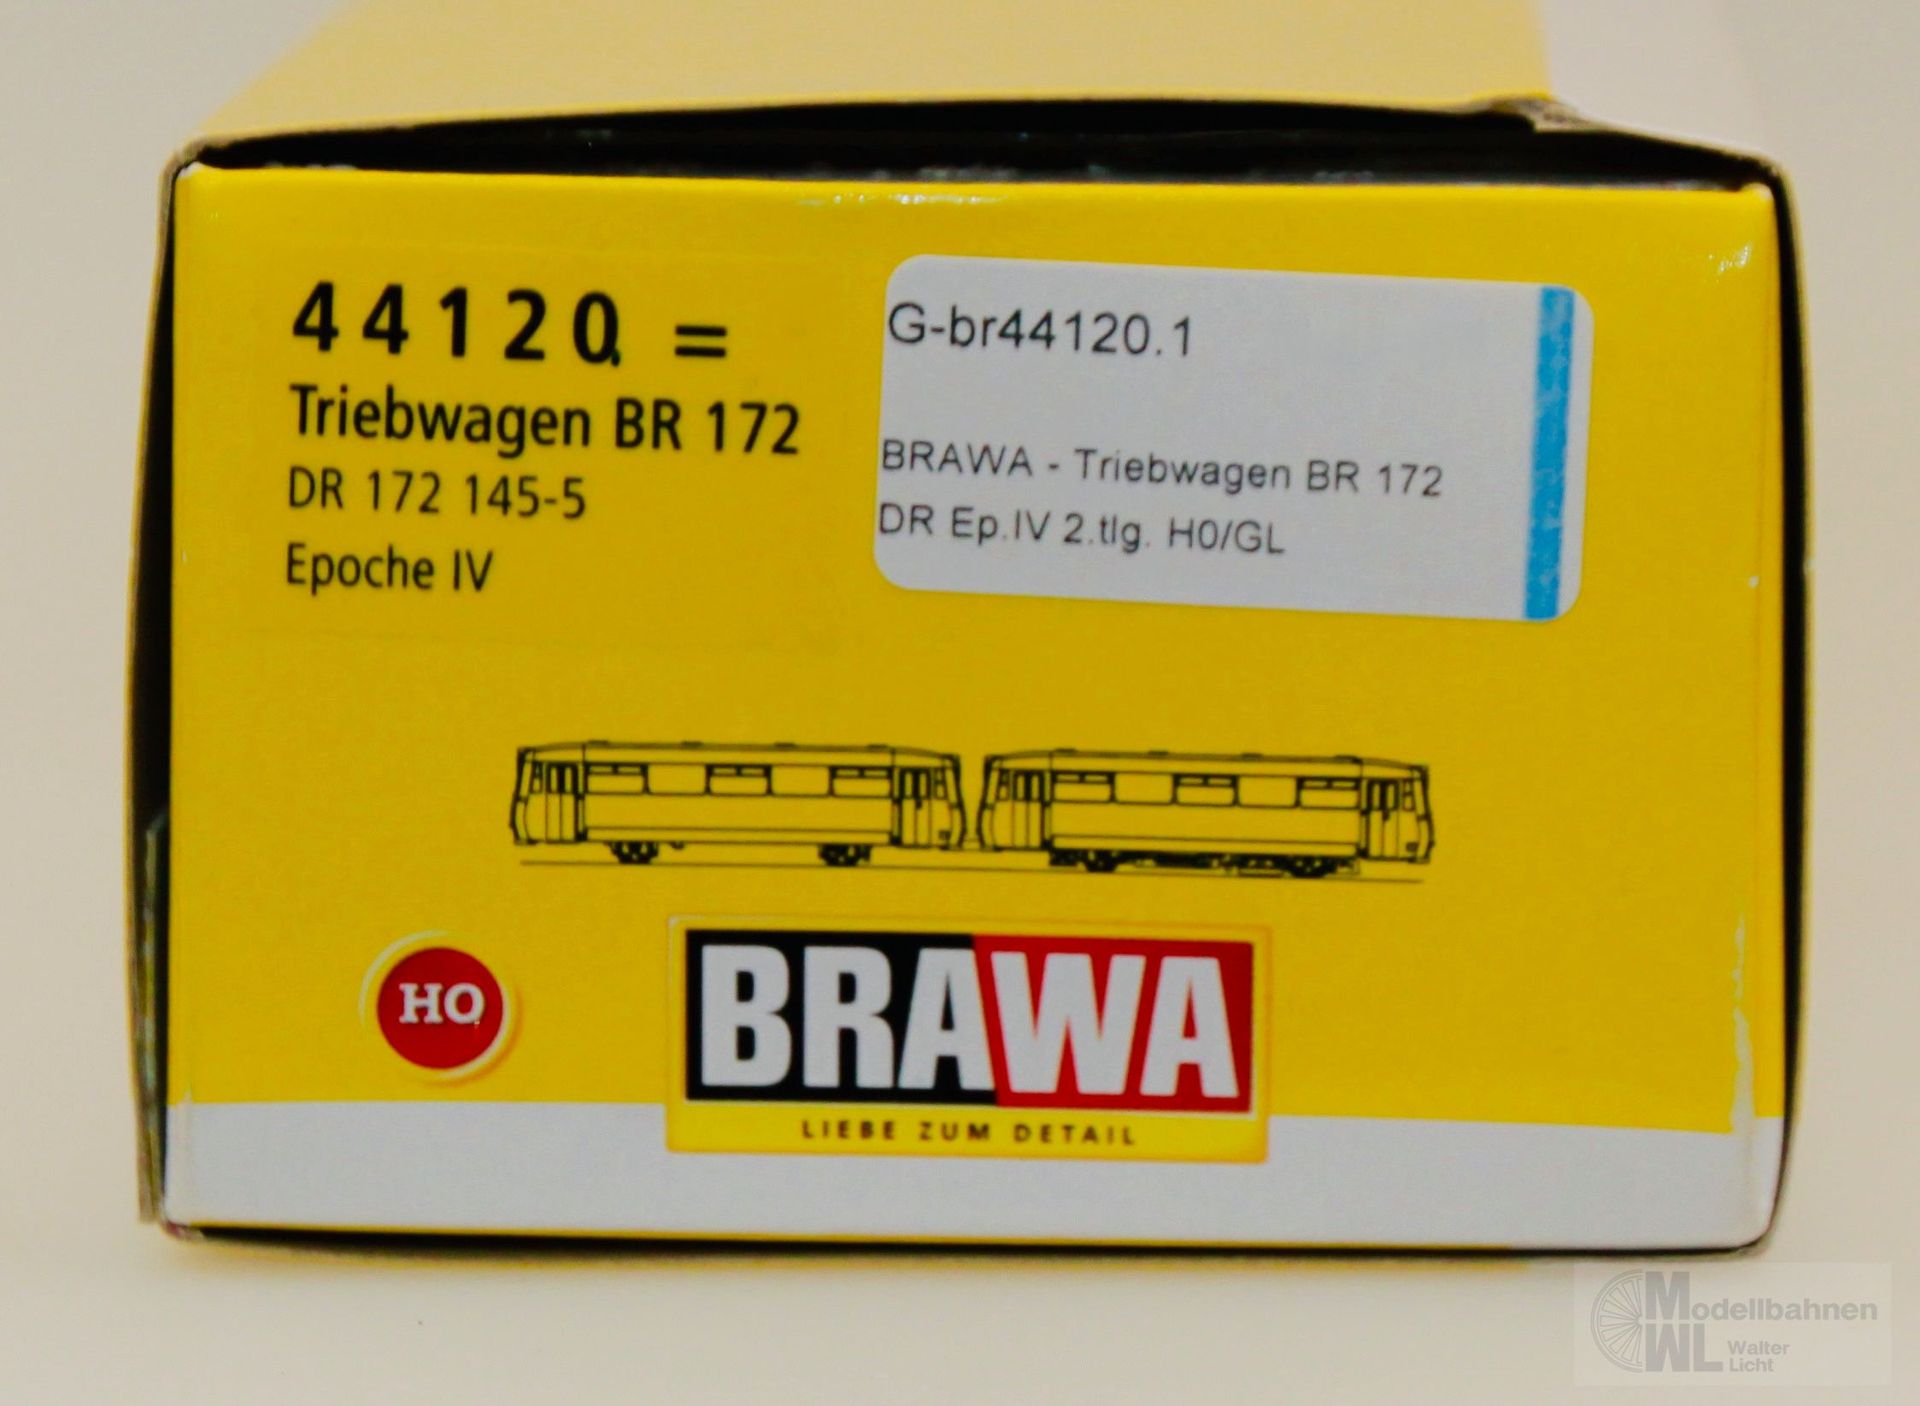 44120 =
Triebwagen BR 172
DR 172 145-5
Epoche IV
G-br44120.1
BRAWA - Triebwagen BR 172
DR Ep.IV 2.tlg. H0/GL
HO
BRAWA
LIEBE ZUM DETAIL
Modellbahnen
WL Walter
Licht